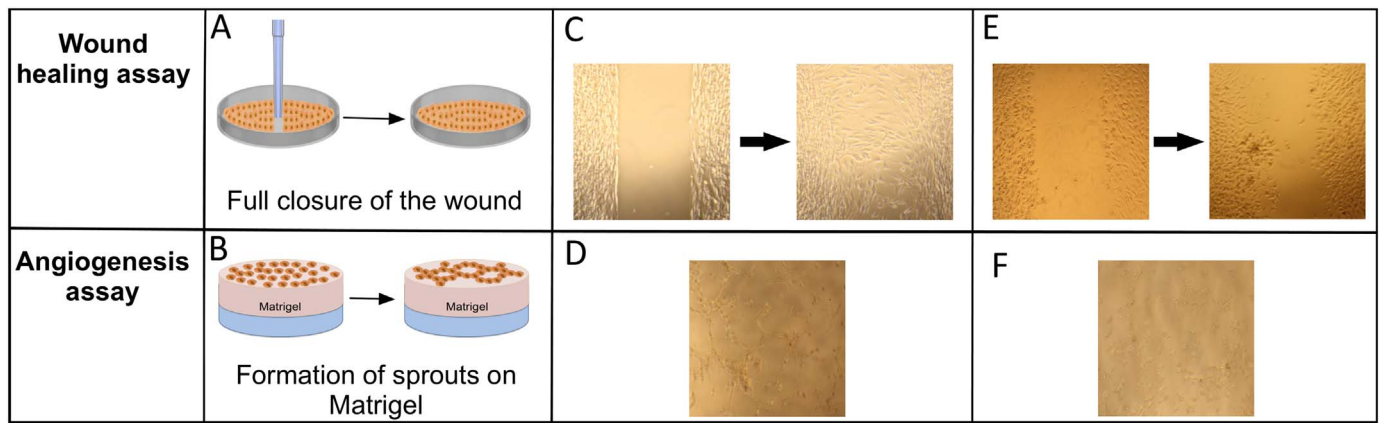 Wound
healing assay
A
Full closure of the wound
C
E
Angiogenesis
assay
B
Matrigel
Matrigel
Formation of sprouts on
Matrigel
D
F